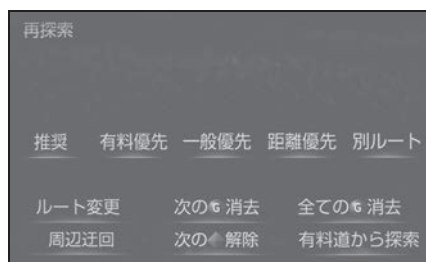 再探索
推奨 有料優先 一般優先 距離優先 別ルート
ルート変更 次のG消去 全てのG消去
周辺迂回 次の解除 有料道から探索